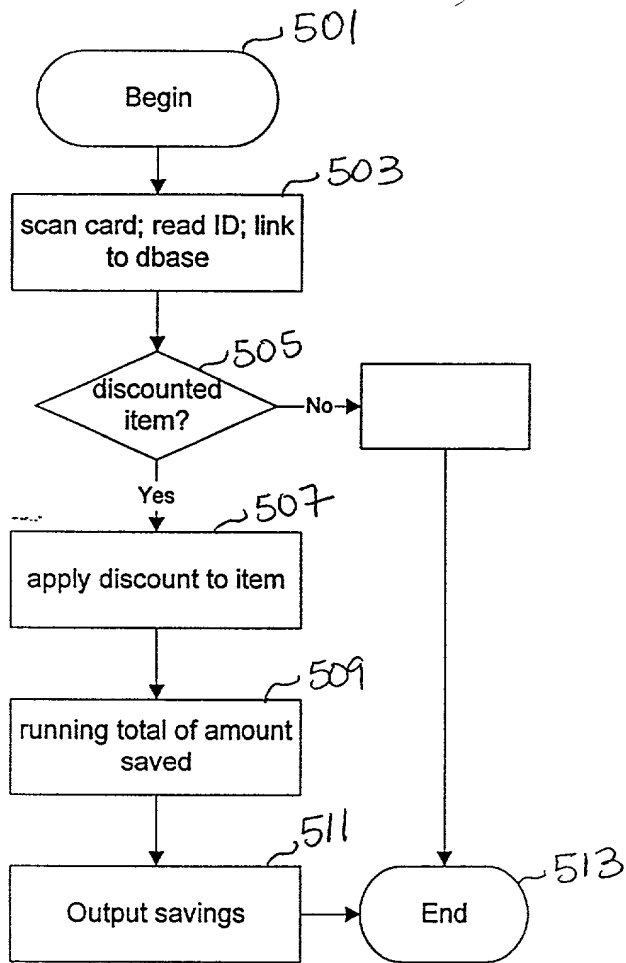 501
Begin
503
scan card; read ID; link
to dbase
505
discounted
item?
No
Yes
507
apply discount to item
509
running total of amount
saved
511
Output savings
513
End